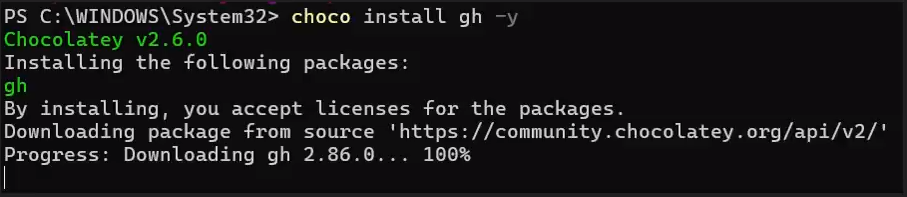 PS C:\WINDOWS\System32> choco install gh -y
Chocolatey v2.6.0
Installing the following packages:
gh
By installing, you accept licenses for the packages.
Downloading package from source 'https://community.chocolatey.org/api/v2/'
Progress: Downloading gh 2.86.0... 100%